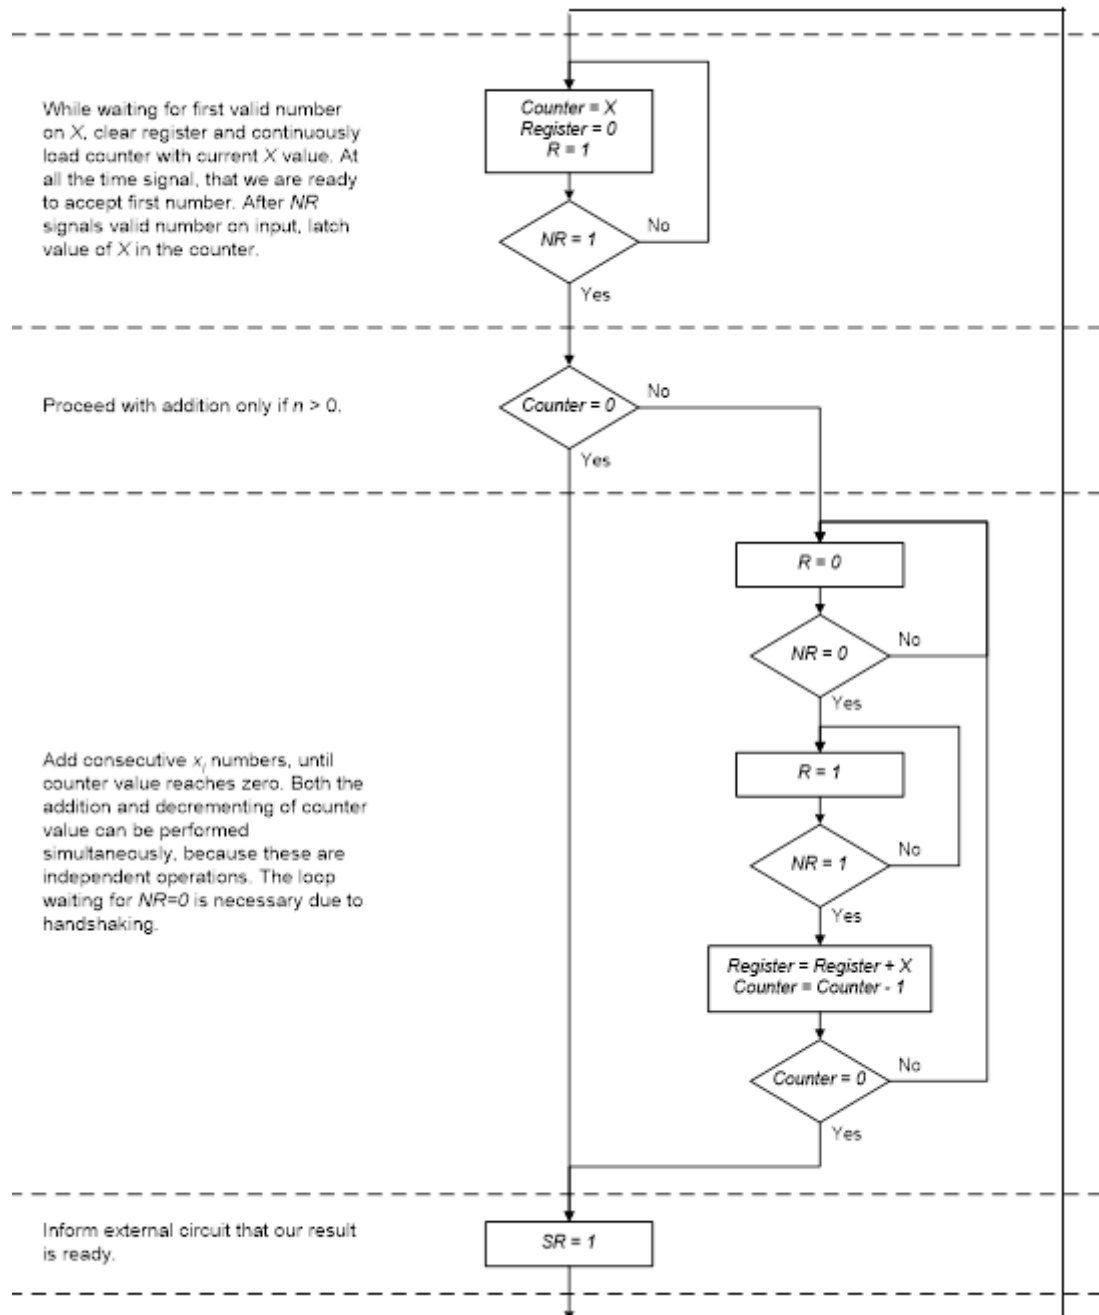 While waiting for first valid number
on X, clear register and continuously
load counter with current X value. At
all the time signal, that we are ready
to accept first number. After NR
signals valid number on input, latch
value of X in the counter.
Counter = X
Register = 0
R = 1
NR = 1
No
Yes
Proceed with addition only if n > 0.
Counter = 0
No
Yes
R = 0
NR = 0
No
Yes
Add consecutive xi numbers, until
counter value reaches zero. Both the
addition and decrementing of counter
value can be performed
simultaneously, because these are
independent operations. The loop
waiting for NR=0 is necessary due to
handshaking.
R = 1
NR = 1
No
Yes
Register = Register + X
Counter = Counter - 1
Counter = 0
No
Yes
Inform external circuit that our result
is ready.
SR = 1